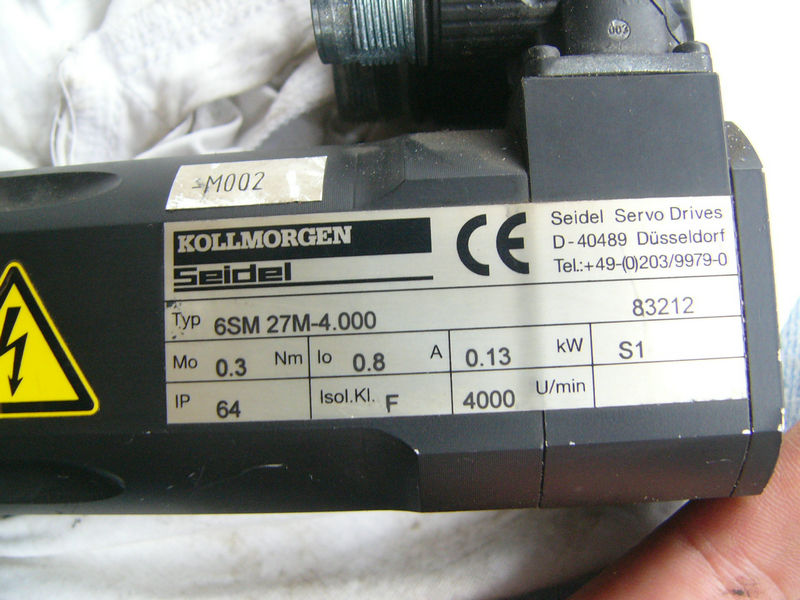 002
M002
KOLLMORGEN
Seidel
CE
Seidel Servo Drives
D-40489 Düsseldorf
Tel.:+49-(0)203/9979-0
Typ 6SM 27M-4.000 83212
Mo 0.3 Nm Io 0.8 A 0.13 kW S1
IP 64 Isol.Kl. F 4000 U/min